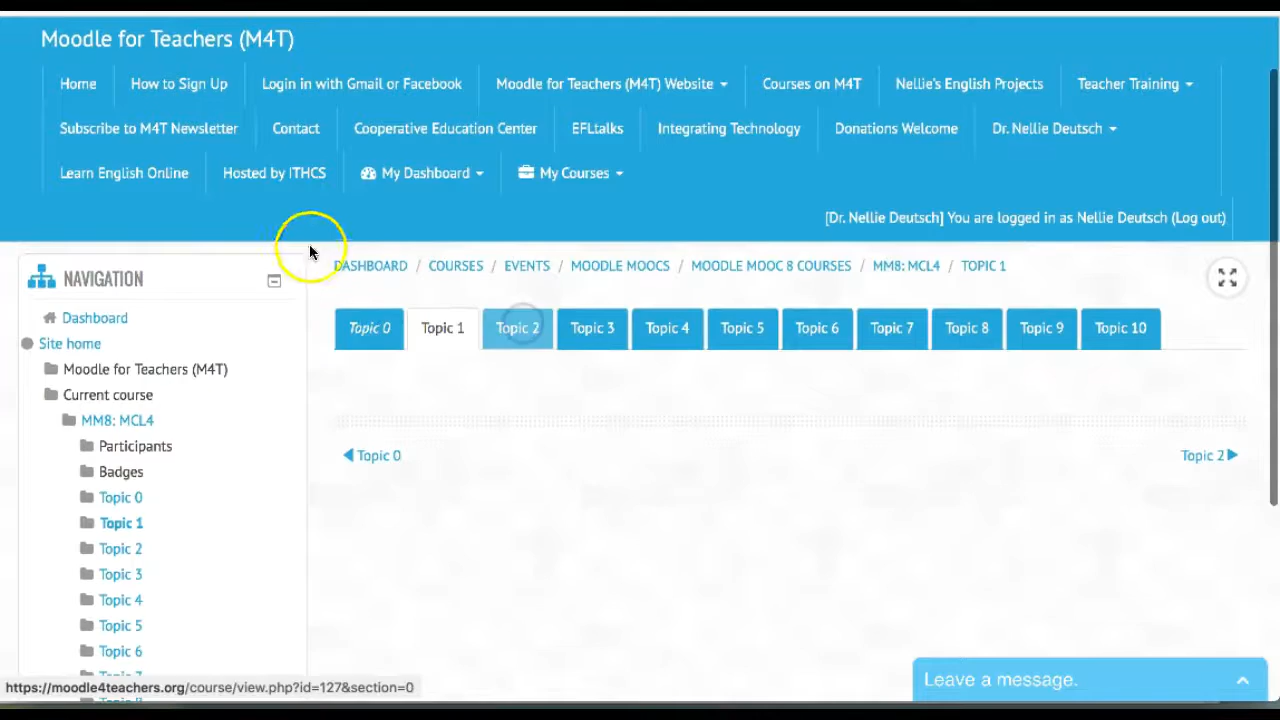 Moodle for Teachers (M4T)
Home How to Sign Up Login in with Gmail or Facebook Moodle for Teachers (M4T) Website Courses on M4T Nellie's English Projects Teacher Training
Subscribe to M4T Newsletter Contact Cooperative Education Center EFLtalks Integrating Technology Donations Welcome Dr. Nellie Deutsch
Learn English Online Hosted by ITHCS My Dashboard My Courses
[Dr. Nellie Deutsch] You are logged in as Nellie Deutsch (Log out)
DASHBOARD / COURSES / EVENTS / MOODLE MOOCS / MOODLE MOOC 8 COURSES / MM8: MCL4 / TOPIC 1
Topic 0 Topic 1 Topic 2 Topic 3 Topic 4 Topic 5 Topic 6 Topic 7 Topic 8 Topic 9 Topic 10
Topic 0 Topic 2
NAVIGATION
Dashboard
Site home
Moodle for Teachers (M4T)
Current course
MM8: MCL4
Participants
Badges
Topic 0
Topic 1
Topic 2
Topic 3
Topic 4
Topic 5
Topic 6
https://moodle4teachers.org/course/view.php?id=127&section=0
Leave a message.